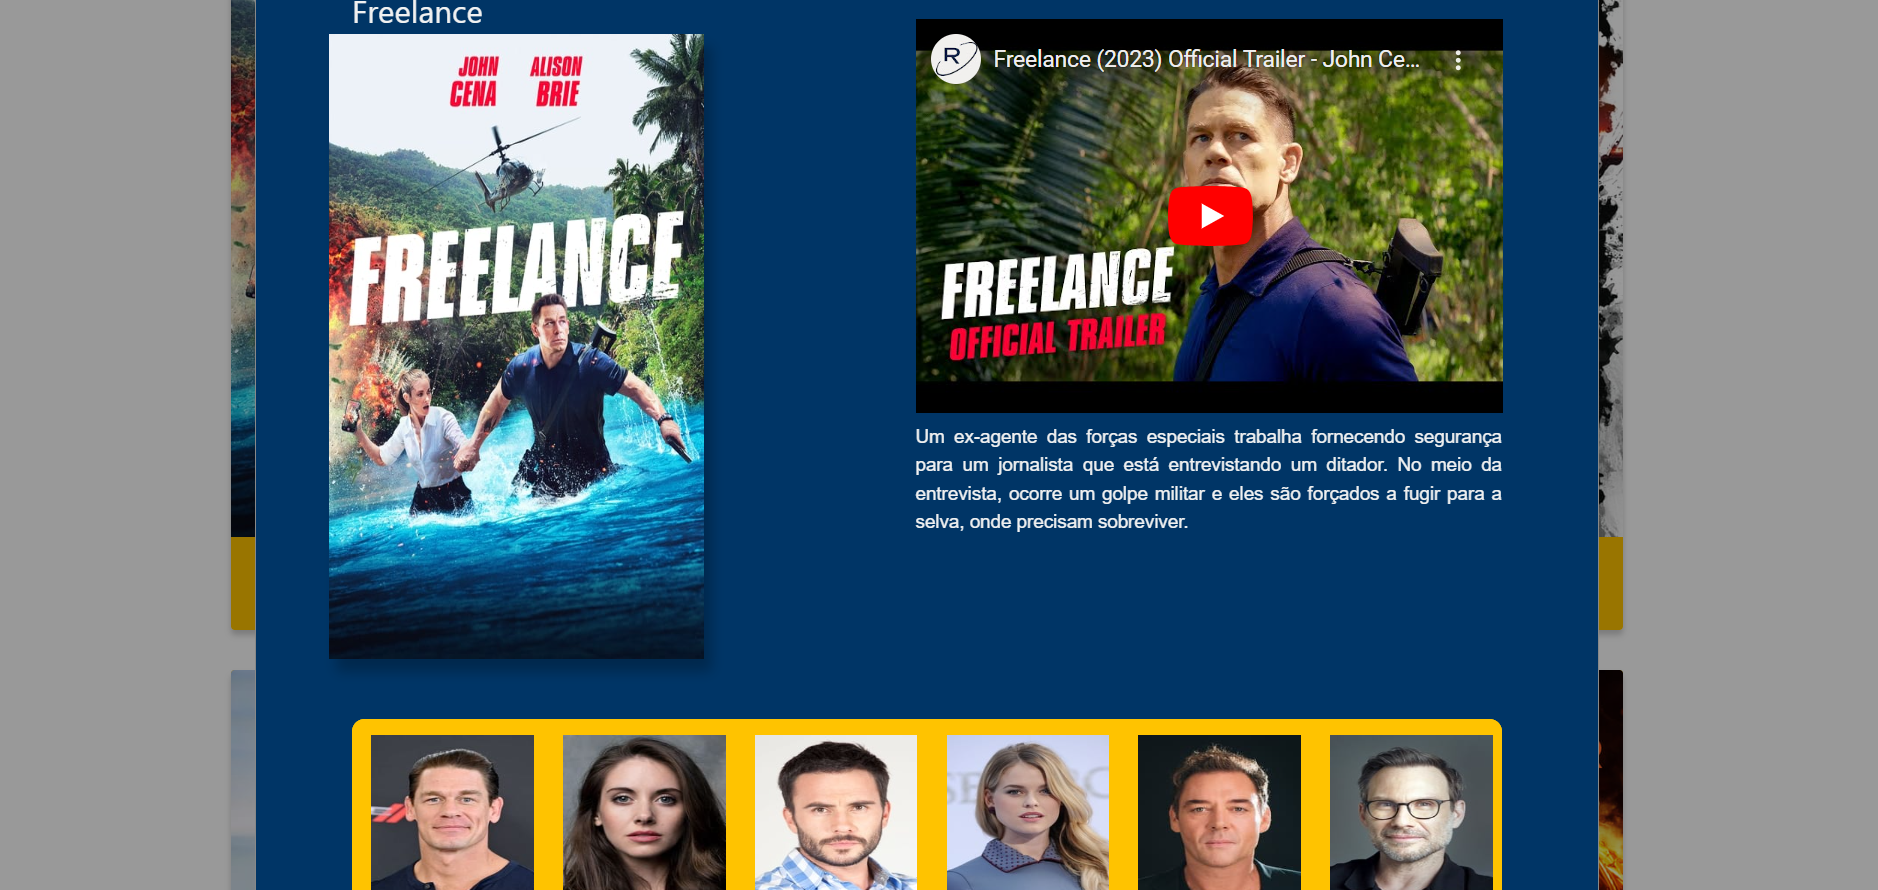 Freelance
JOHN ALISON
CENA BRIE
FREELANCE
R
Freelance (2023) Official Trailer - John Ce...
FREELANCE
OFFICIAL TRAILER
Um ex-agente das forças especiais trabalha fornecendo segurança
para um jornalista que está entrevistando um ditador. No meio da
entrevista, ocorre um golpe militar e eles são forçados a fugir para a
selva, onde precisam sobreviver.